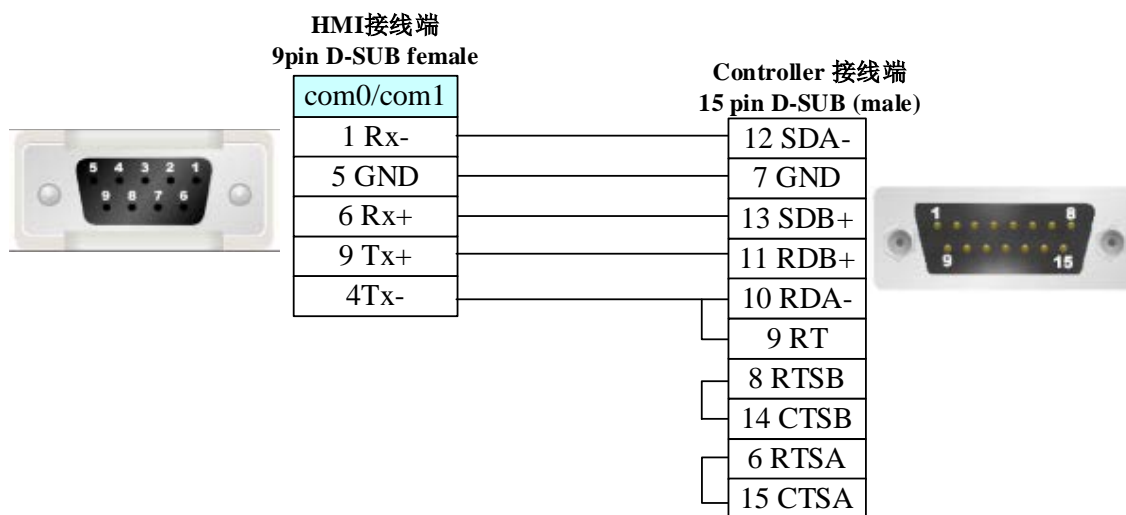 HMI接线端
9pin D-SUB female
com0/com1
1 Rx-
5 GND
6 Rx+
9 Tx+
4Tx-
Controller 接线端
15 pin D-SUB (male)
12 SDA-
7 GND
13 SDB+
11 RDB+
10 RDA-
9 RT
8 RTSB
14 CTSB
6 RTSA
15 CTSA
5 4 3 2 1
9 8 7 6
1 8
9 15